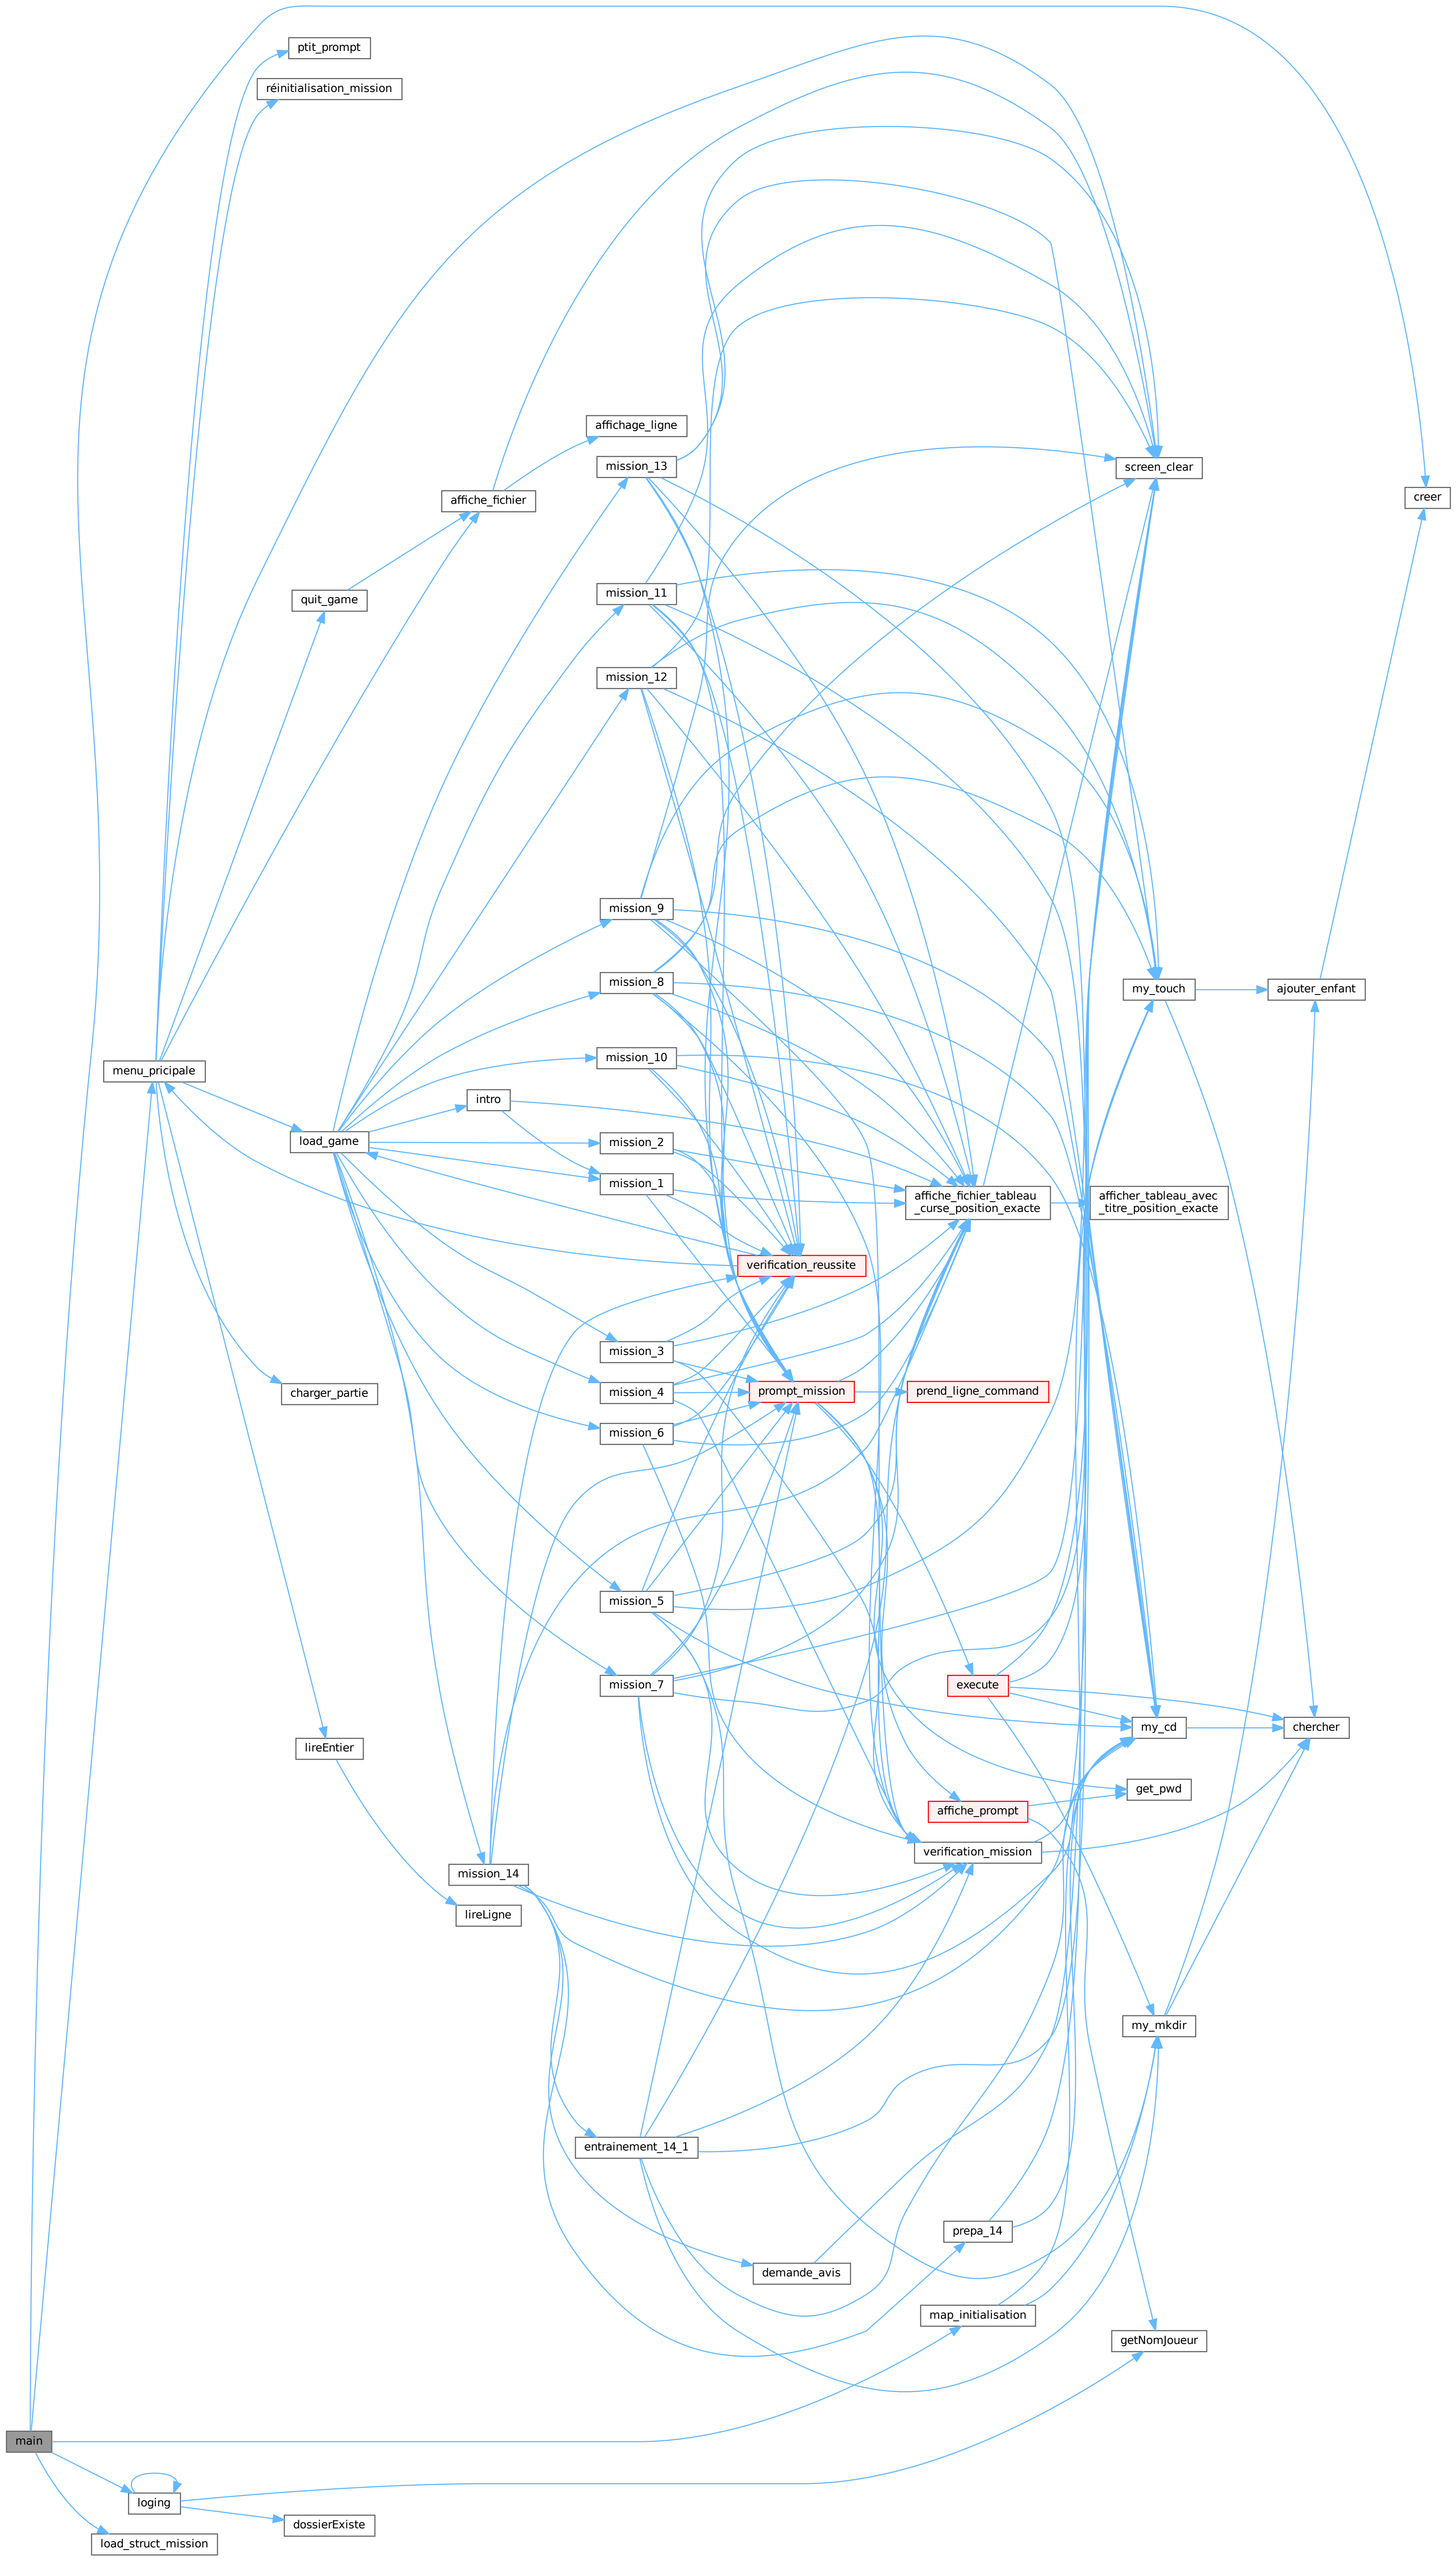 ptit_prompt
réinitialisation_mission
affichage_ligne
mission_13
screen_clear
affiche_fichier
creer
quit_game
mission_11
mission_12
mission_9
mission_8
my_touch
ajouter_enfant
mission_10
menu_pricipale
intro
load_game
mission_2
mission_1
affiche_fichier_tableau
_curse_position_exacte
afficher_tableau_avec
_titre_position_exacte
verification_reussite
mission_3
charger_partie
mission_4
prompt_mission
prend_ligne_command
mission_6
mission_5
mission_7
execute
my_cd
chercher
lireEntier
get_pwd
affiche_prompt
verification_mission
mission_14
lireLigne
my_mkdir
entrainement_14_1
prepa_14
demande_avis
map_initialisation
getNomJoueur
main
loging
dossierExiste
load_struct_mission